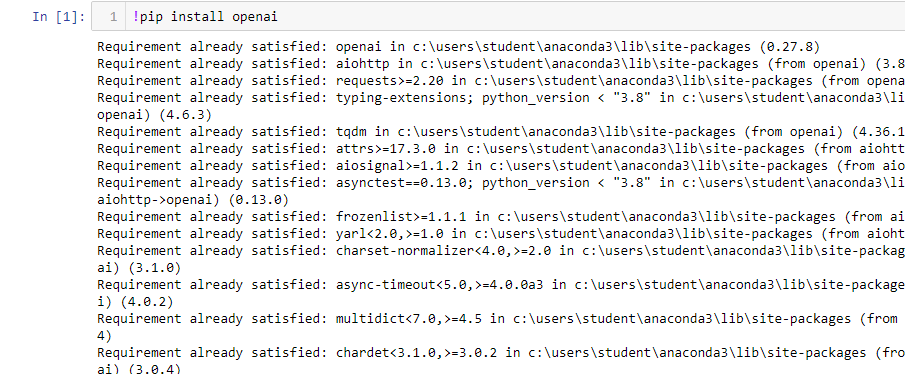 In [1]: 1 !pip install openai
Requirement already satisfied: openai in c:\users\student\anaconda3\lib\site-packages (0.27.8)
Requirement already satisfied: aiohttp in c:\users\student\anaconda3\lib\site-packages (from openai) (3.8
Requirement already satisfied: requests>=2.20 in c:\users\student\anaconda3\lib\site-packages (from opena
Requirement already satisfied: typing-extensions; python_version < "3.8" in c:\users\student\anaconda3\li
openai) (4.6.3)
Requirement already satisfied: tqdm in c:\users\student\anaconda3\lib\site-packages (from openai) (4.36.1
Requirement already satisfied: attrs>=17.3.0 in c:\users\student\anaconda3\lib\site-packages (from aiohtt
Requirement already satisfied: aiosignal>=1.1.2 in c:\users\student\anaconda3\lib\site-packages (from aio
Requirement already satisfied: asynctest==0.13.0; python_version < "3.8" in c:\users\student\anaconda3\li
aiohttp->openai) (0.13.0)
Requirement already satisfied: frozenlist>=1.1.1 in c:\users\student\anaconda3\lib\site-packages (from ai
Requirement already satisfied: yarl<2.0,>=1.0 in c:\users\student\anaconda3\lib\site-packages (from aioht
Requirement already satisfied: charset-normalizer<4.0,>=2.0 in c:\users\student\anaconda3\lib\site-packag
ai) (3.1.0)
Requirement already satisfied: async-timeout<5.0,>=4.0.0a3 in c:\users\student\anaconda3\lib\site-package
i) (4.0.2)
Requirement already satisfied: multidict<7.0,>=4.5 in c:\users\student\anaconda3\lib\site-packages (from
4)
Requirement already satisfied: chardet<3.1.0,>=3.0.2 in c:\users\student\anaconda3\lib\site-packages (fro
ai) (3.0.4)